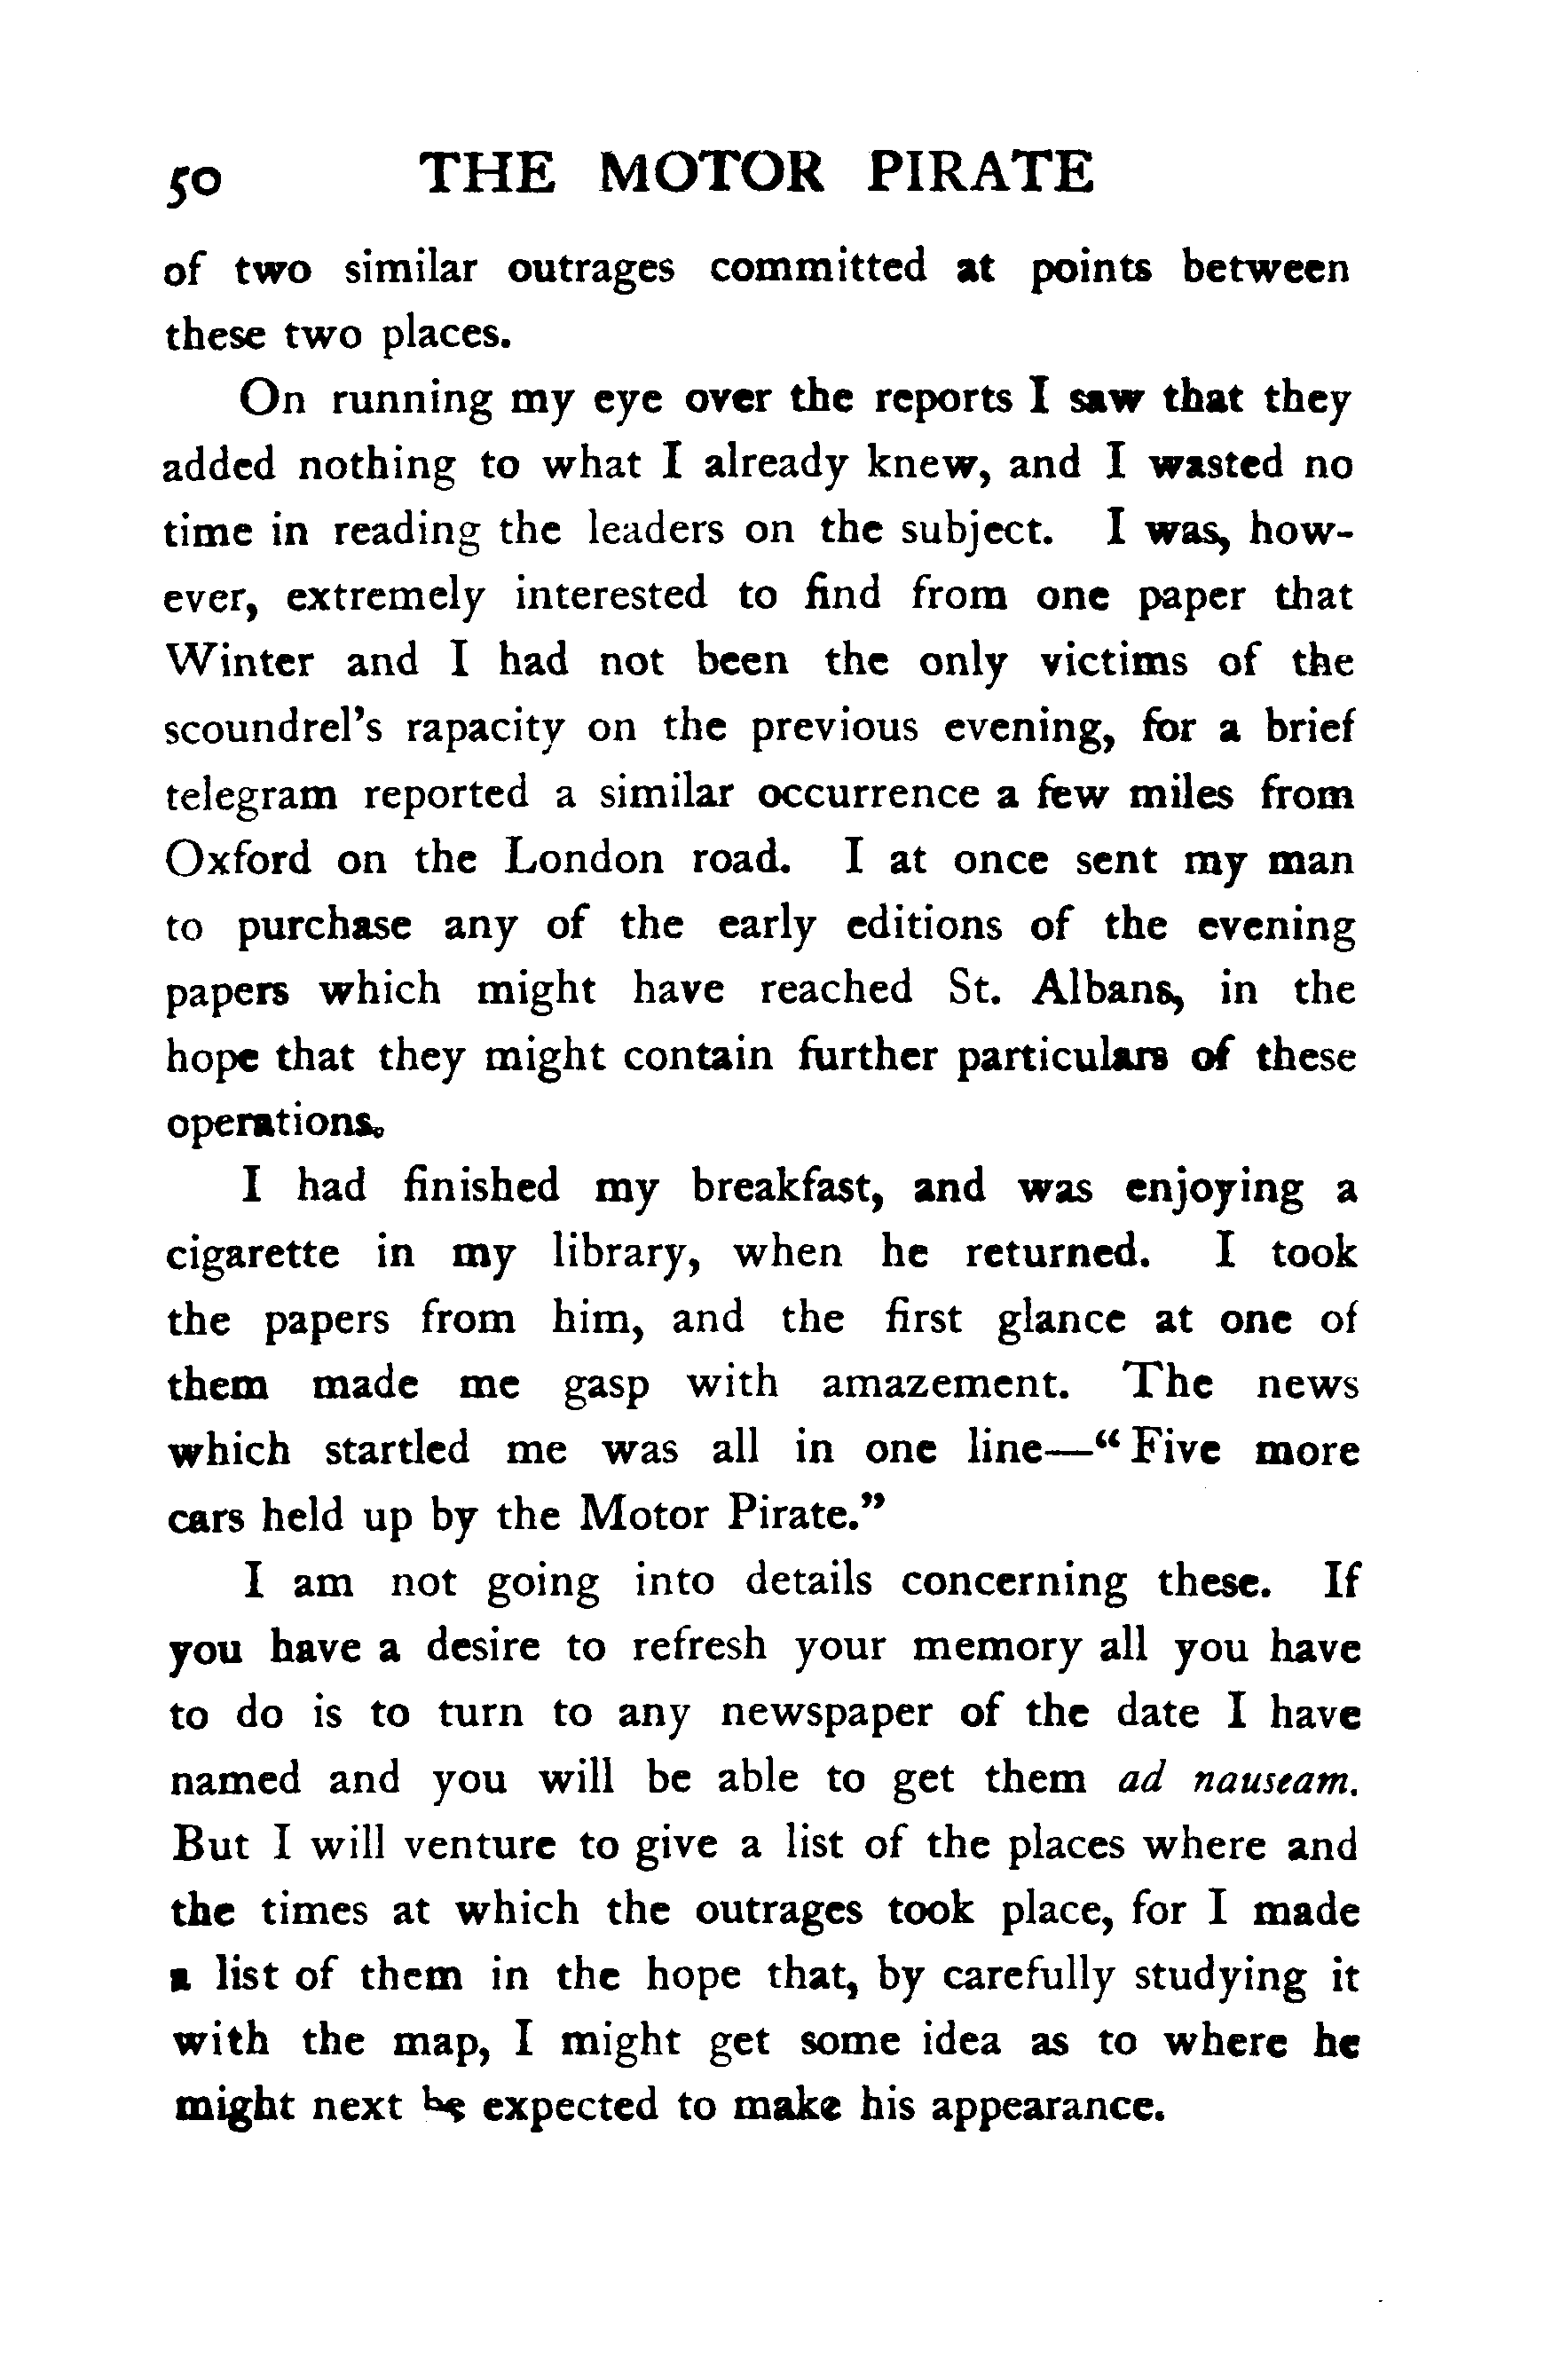 50 THE MOTOR PIRATE
of two similar outrages committed at points between
these two places.
On running my eye over the reports I saw that they
added nothing to what I already knew, and I wasted no
time in reading the leaders on the subject. I was, how-
ever, extremely interested to find from one paper that
Winter and I had not been the only victims of the
scoundrel's rapacity on the previous evening, for a brief
telegram reported a similar occurrence a few miles from
Oxford on the London road. I at once sent my man
to purchase any of the early editions of the evening
papers which might have reached St. Albans, in the
hope that they might contain further particulars of these
operations.
I had finished my breakfast, and was enjoying a
cigarette in my library, when he returned. I took
the papers from him, and the first glance at one of
them made me gasp with amazement. The news
which startled me was all in one line—“Five more
cars held up by the Motor Pirate.”
I am not going into details concerning these. If
you have a desire to refresh your memory all you have
to do is to turn to any newspaper of the date I have
named and you will be able to get them ad nauseam.
But I will venture to give a list of the places where and
the times at which the outrages took place, for I made
a list of them in the hope that, by carefully studying it
with the map, I might get some idea as to where he
might next be expected to make his appearance.